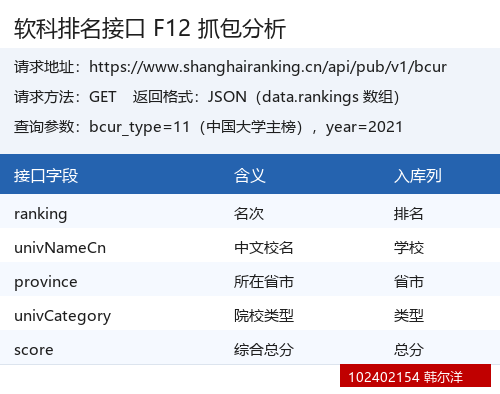 软科排名接口 F12 抓包分析
请求地址：https://www.shanghairanking.cn/api/pub/v1/bcur
请求方法：GET 返回格式：JSON（data.rankings 数组）
查询参数：bcur_type=11（中国大学主榜），year=2021
接口字段 含义 入库列
ranking 名次 排名
univNameCn 中文校名 学校
province 所在省市 省市
univCategory 院校类型 类型
score 综合总分 总分
102402154 韩尔洋